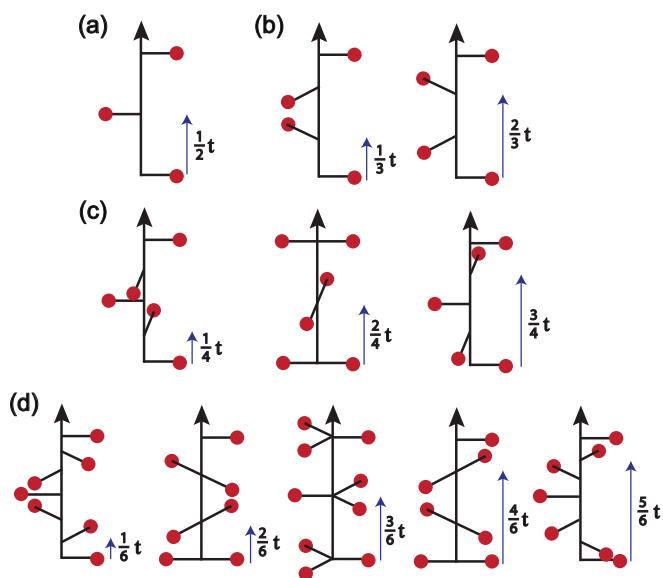 (a)
(b)
1/2 t
1/3 t
2/3 t
(c)
1/4 t
2/4 t
3/4 t
(d)
1/6 t
2/6 t
3/6 t
4/6 t
5/6 t